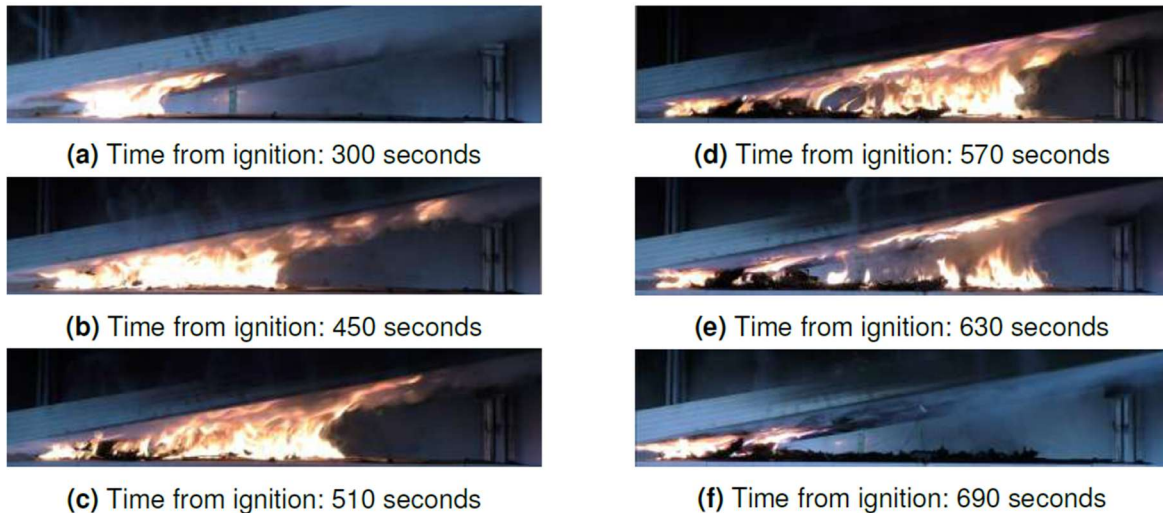 (a) Time from ignition: 300 seconds
(b) Time from ignition: 450 seconds
(c) Time from ignition: 510 seconds
(d) Time from ignition: 570 seconds
(e) Time from ignition: 630 seconds
(f) Time from ignition: 690 seconds